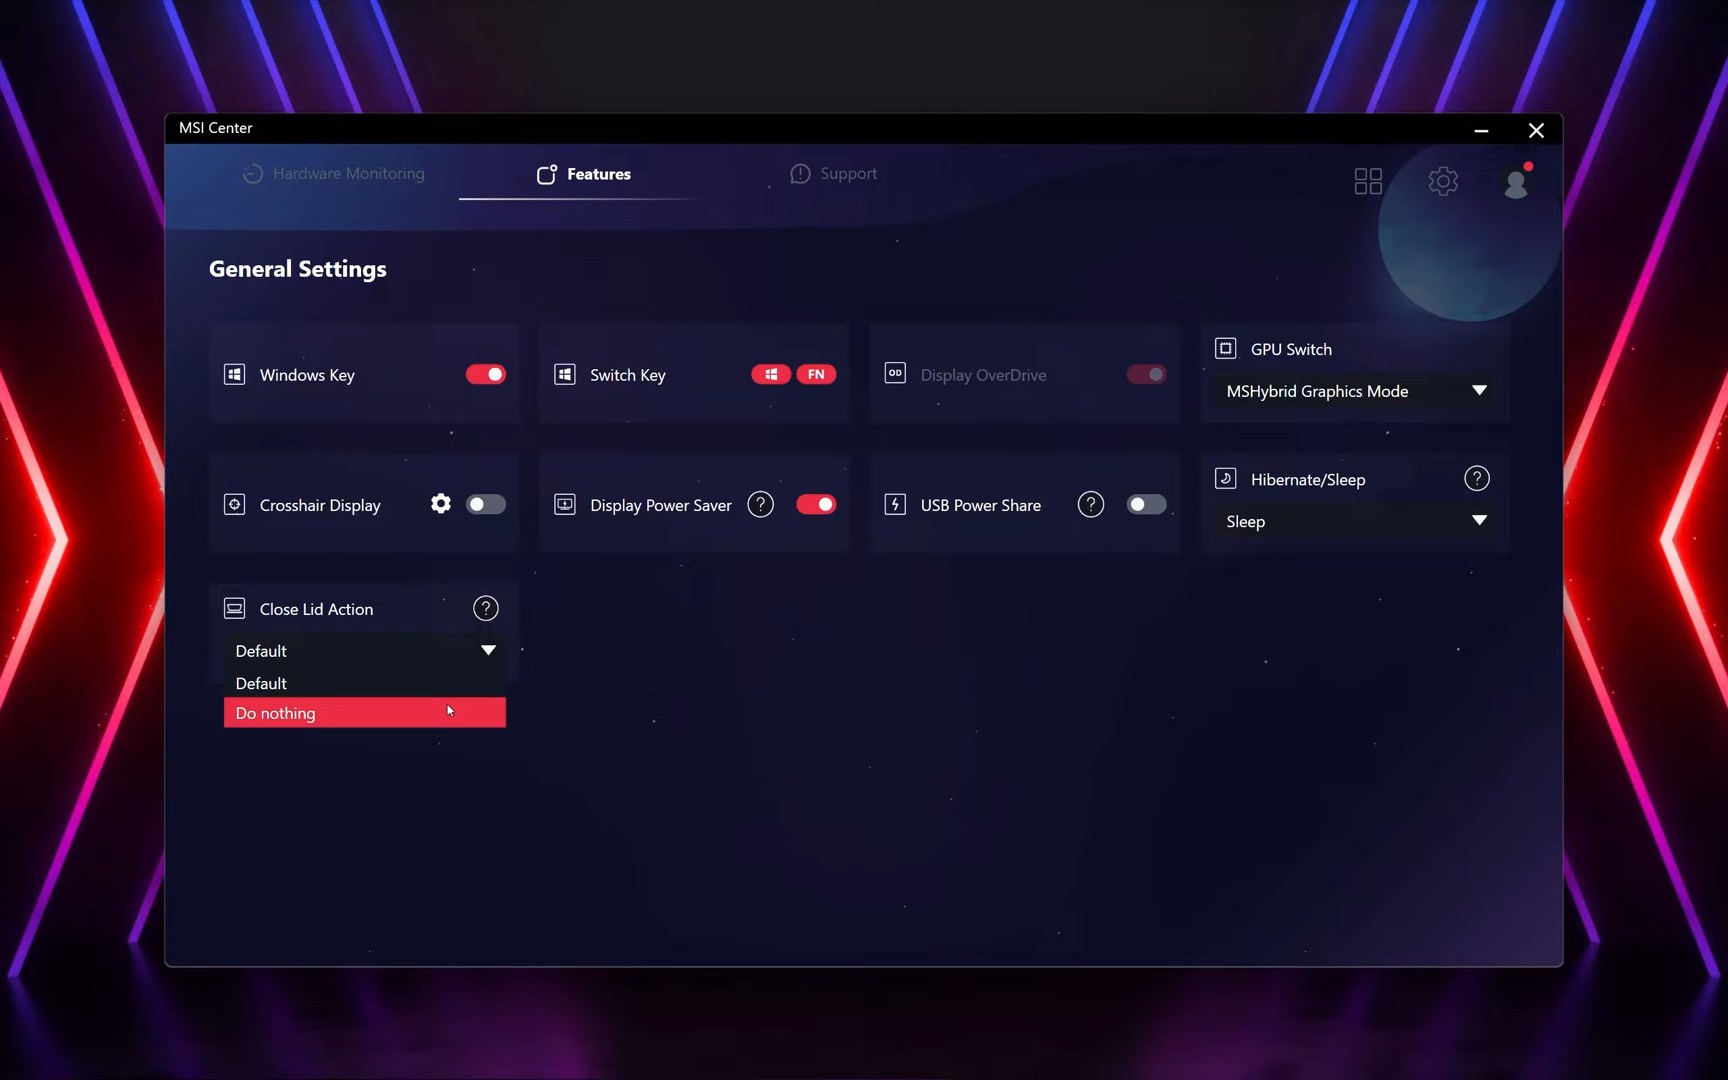 MSI Center
Hardware Monitoring
Features
Support
General Settings
Windows Key
Switch Key
FN
OD
Display OverDrive
GPU Switch
MSHybrid Graphics Mode
Crosshair Display
Display Power Saver
?
USB Power Share
?
Hibernate/Sleep
?
Sleep
Close Lid Action
?
Default
Default
Do nothing